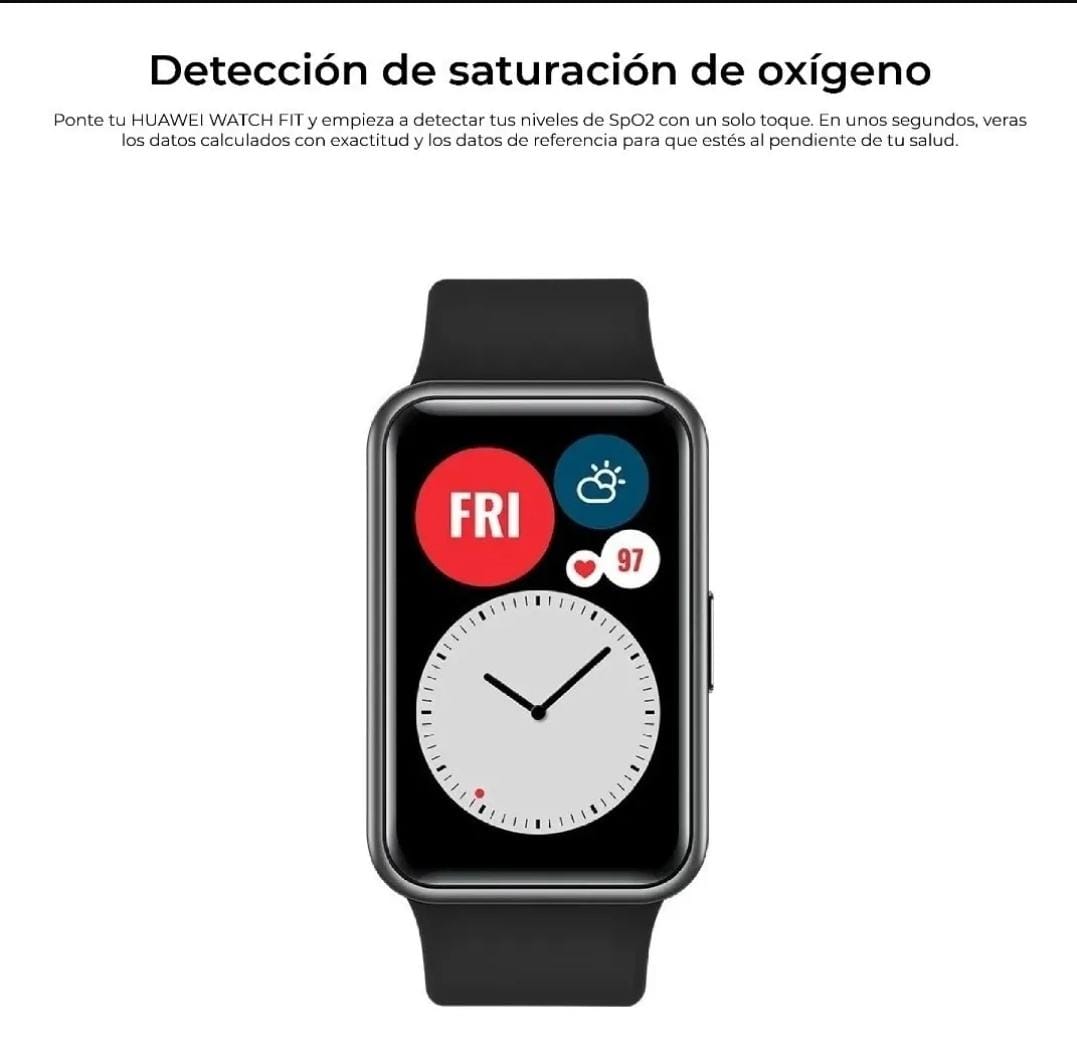 Detección de saturación de oxígeno
Ponte tu HUAWEI WATCH FIT y empieza a detectar tus niveles de SpO2 con un solo toque. En unos segundos, veras
los datos calculados con exactitud y los datos de referencia para que estés al pendiente de tu salud.
FRI
97